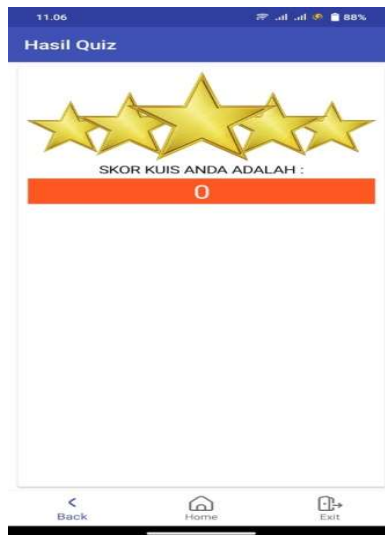 11.06 88%
Hasil Quiz
SKOR KUIS ANDA ADALAH :
0
Back Home Exit